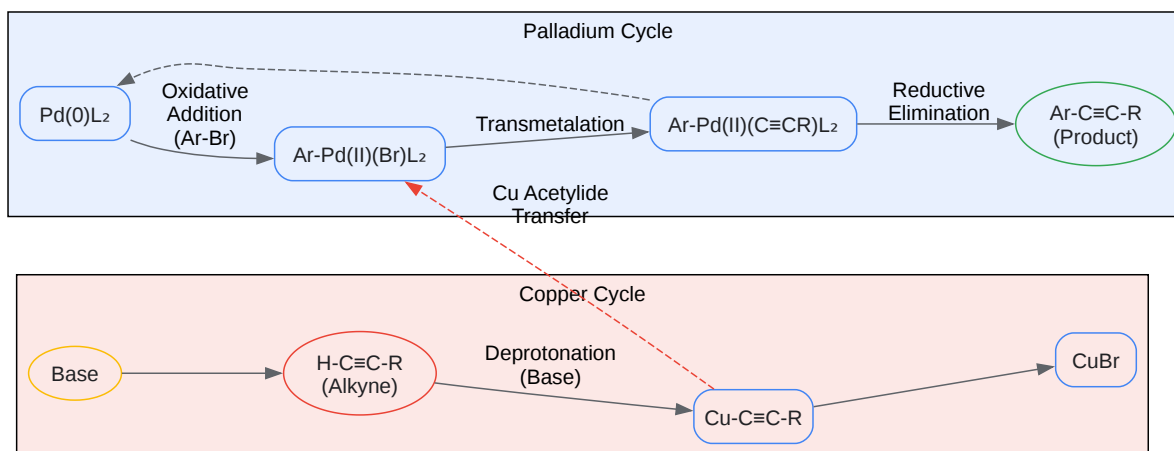 Palladium Cycle
Pd(0)L₂
Oxidative
Addition
(Ar-Br)
Ar-Pd(II)(Br)L₂
Transmetalation
Ar-Pd(II)(C≡CR)L₂
Reductive
Elimination
Ar-C≡C-R
(Product)
Cu Acetylide
Transfer
Copper Cycle
Base
H-C≡C-R
(Alkyne)
Deprotonation
(Base)
Cu-C≡C-R
CuBr